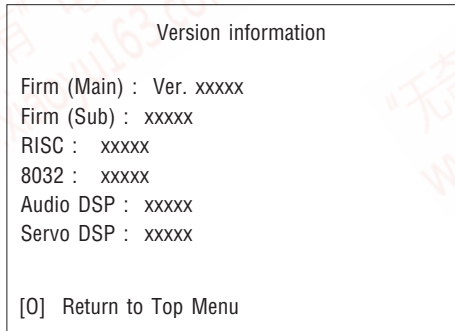 Version information
Firm (Main) : Ver. xxxxx
Firm (Sub) : xxxxx
RISC : xxxxx
8032 : xxxxx
Audio DSP : xxxxx
Servo DSP : xxxxx
[0] Return to Top Menu